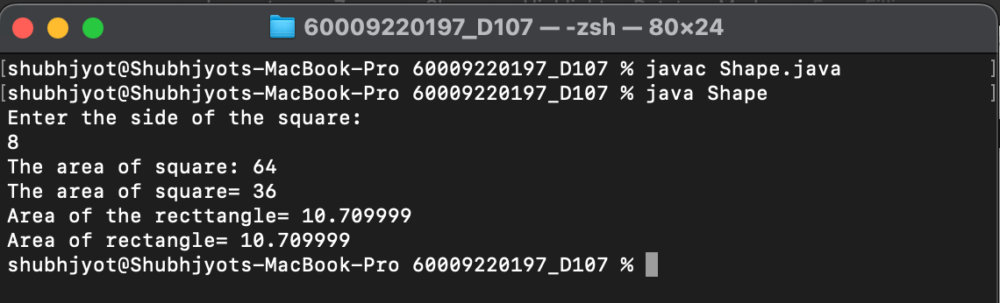 60009220197_D107 — -zsh — 80×24
[shubhjyot@Shubhjyots-MacBook-Pro 60009220197_D107 % javac Shape.java ]
[shubhjyot@Shubhjyots-MacBook-Pro 60009220197_D107 % java Shape ]
Enter the side of the square:
8
The area of square: 64
The area of square= 36
Area of the recttangle= 10.709999
Area of rectangle= 10.709999
shubhjyot@Shubhjyots-MacBook-Pro 60009220197_D107 %